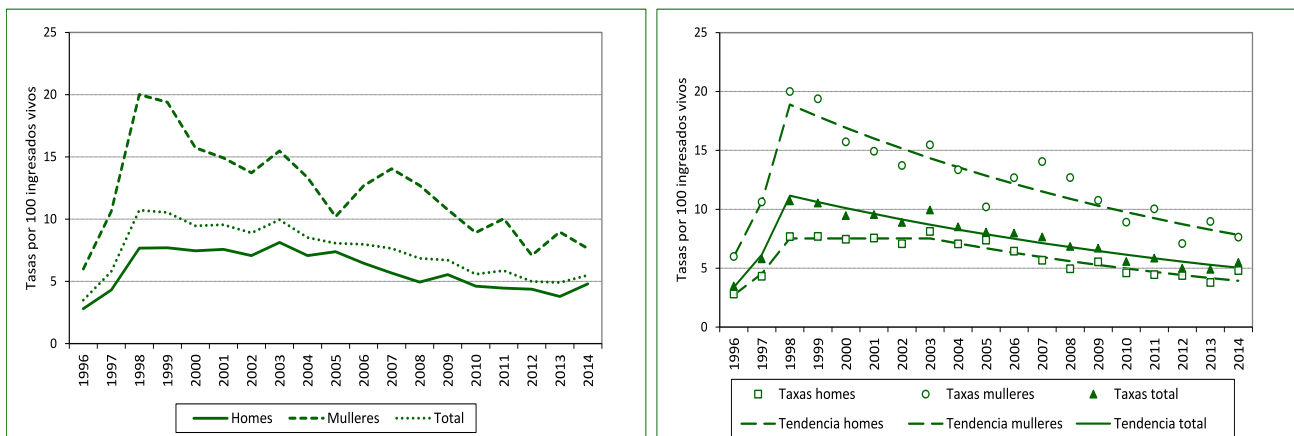 Tasas por 100 ingresados vivos
25
20
15
10
5
0
1996 1997 1998 1999 2000 2001 2002 2003 2004 2005 2006 2007 2008 2009 2010 2011 2012 2013 2014
Homes Mulleres Total
Tasas por 100 ingresados vivos
25
20
15
10
5
0
1996 1997 1998 1999 2000 2001 2002 2003 2004 2005 2006 2007 2008 2009 2010 2011 2012 2013 2014
Taxas homes Taxas mulleres Taxas total
Tendencia homes Tendencia mulleres Tendencia total